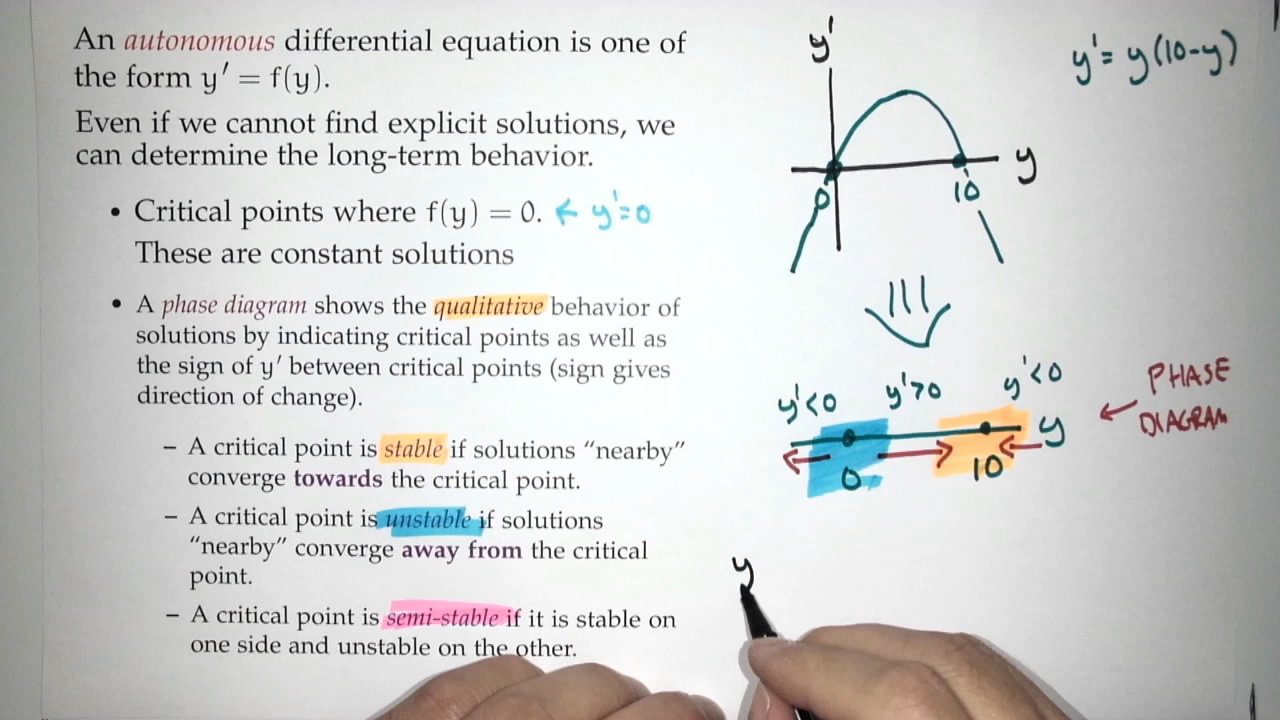 An autonomous differential equation is one of
the form y′ = f(y).
Even if we cannot find explicit solutions, we
can determine the long-term behavior.
• Critical points where f(y) = 0. ← y'=0
These are constant solutions
• A phase diagram shows the qualitative behavior of
solutions by indicating critical points as well as
the sign of y′ between critical points (sign gives
direction of change).
– A critical point is stable if solutions “nearby”
converge towards the critical point.
– A critical point is unstable if solutions
“nearby” converge away from the critical
point.
– A critical point is semi-stable if it is stable on
one side and unstable on the other.
y'
y'= y(10-y)
y
0
10
y'<0
y'>0
y'<0
y
0
10
PHASE
DIAGRAM
y